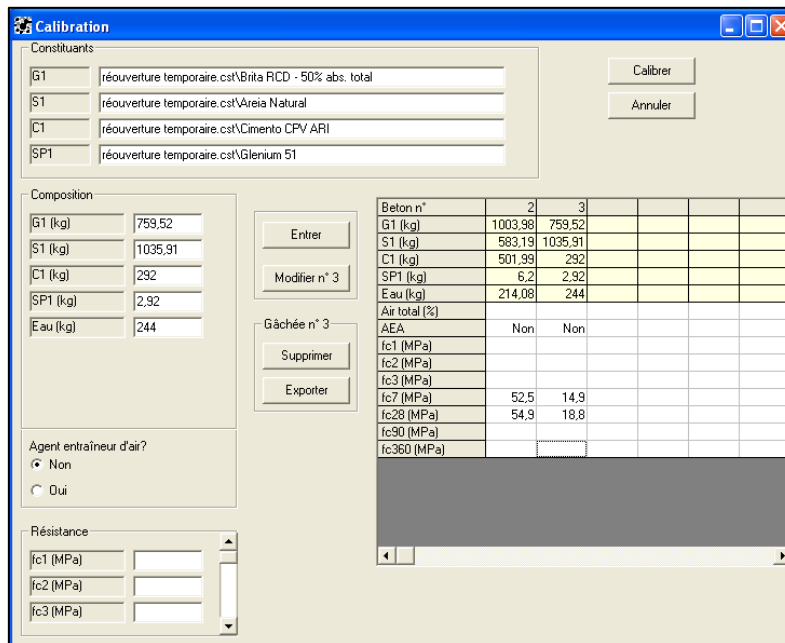 Calibration
Constituants
G1 réouverture temporaire.cst\Brita RCD - 50% abs. total
S1 réouverture temporaire.cst\Areia Natural
C1 réouverture temporaire.cst\Cimento CPV ARI
SP1 réouverture temporaire.cst\Glenium 51
Calibrer
Annuler
Composition
G1 (kg) 759,52
S1 (kg) 1035,91
C1 (kg) 292
SP1 (kg) 2,92
Eau (kg) 244
Agent entraîneur d'air?
Non
Oui
Résistance
fc1 (MPa)
fc2 (MPa)
fc3 (MPa)
Entrer
Modifier n° 3
Gâchée n° 3
Supprimer
Exporter
Beton n° 2 3
G1 (kg) 1003,98 759,52
S1 (kg) 583,19 1035,91
C1 (kg) 501,99 292
SP1 (kg) 6,2 2,92
Eau (kg) 214,08 244
Air total (%)
AEA Non Non
fc1 (MPa)
fc2 (MPa)
fc3 (MPa)
fc7 (MPa) 52,5 14,9
fc28 (MPa) 54,9 18,8
fc90 (MPa)
fc360 (MPa)